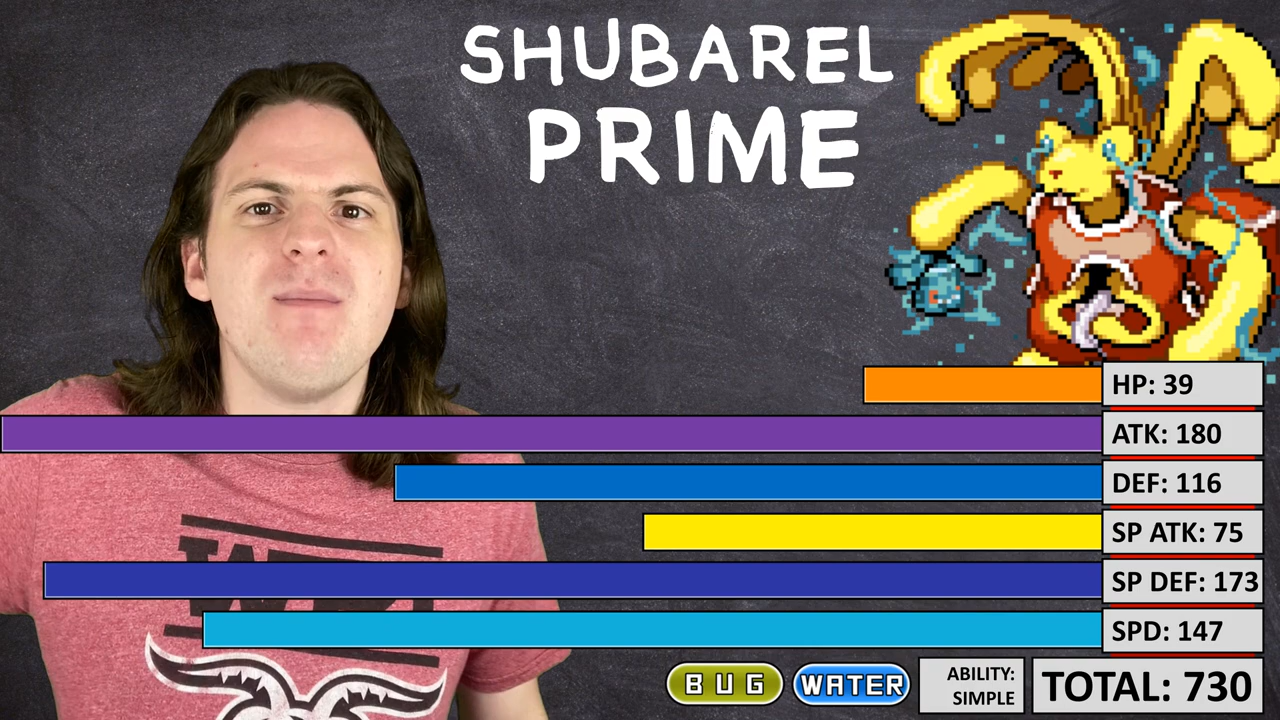 SHUBAREL
PRIME
HP: 39
ATK: 180
DEF: 116
SP ATK: 75
SP DEF: 173
SPD: 147
BUG
WATER
ABILITY:
SIMPLE
TOTAL: 730